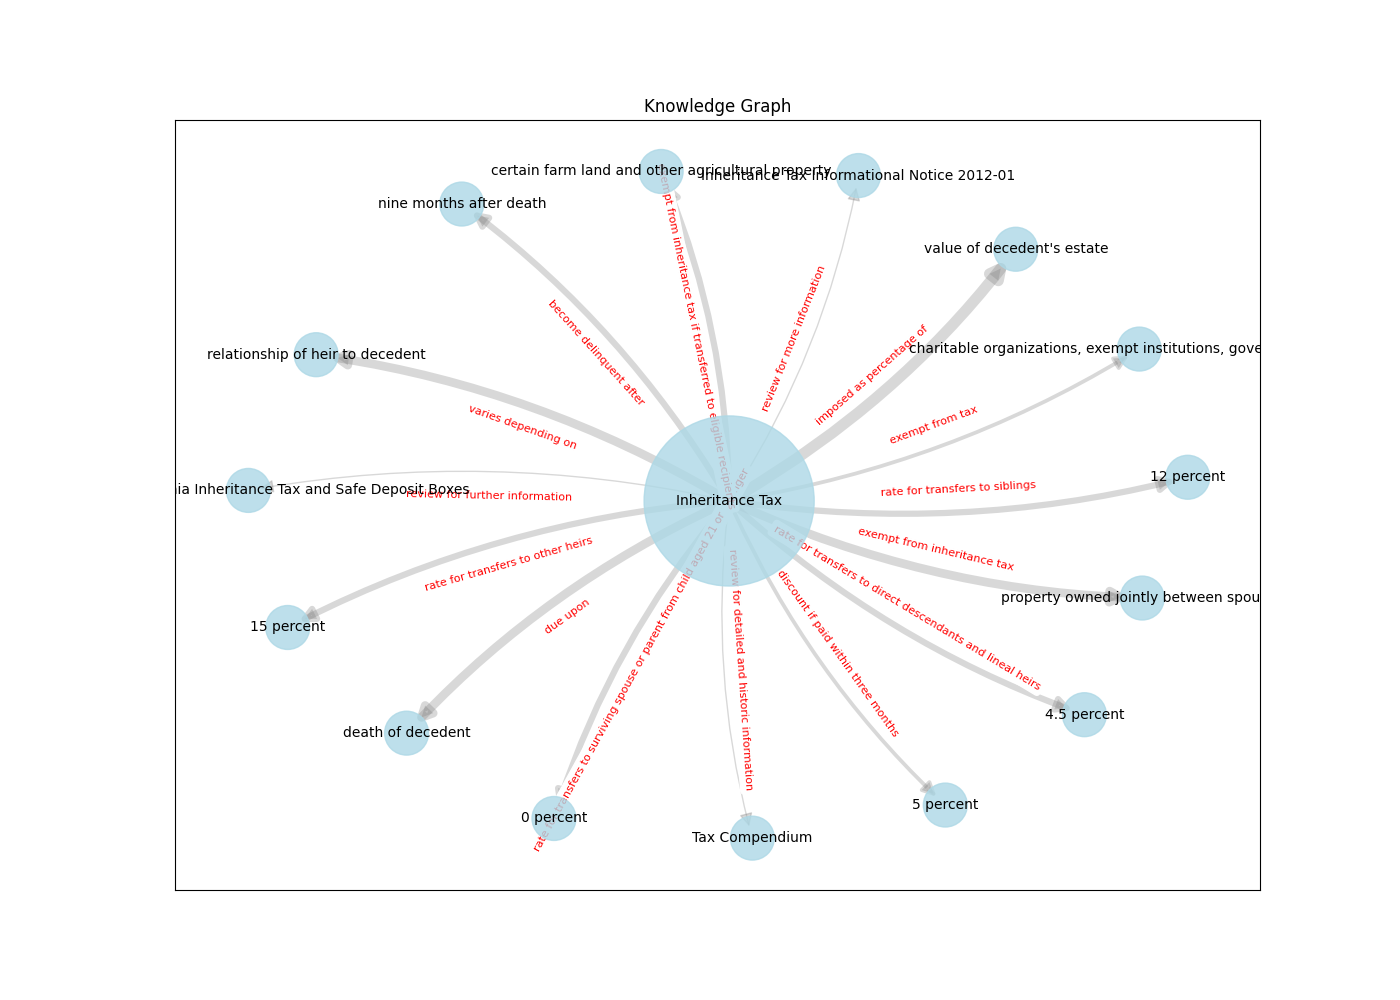 Knowledge Graph
certain farm land and other agricultural property
Inheritance Tax Informational Notice 2012-01
nine months after death
value of decedent's estate
exempt from inheritance tax if transferred to eligible recipients
review for more information
become delinquent after
imposed as percentage of
charitable organizations, exempt institutions, gove
relationship of heir to decedent
varies depending on
exempt from tax
12 percent
rate for transfers to siblings
nia Inheritance Tax and Safe Deposit Boxes
review for further information
Inheritance Tax
exempt from inheritance tax
rate for transfers to other heirs
rate for transfers to direct descendants and lineal heirs
property owned jointly between spou
15 percent
due upon
rate for transfers to surviving spouse or parent from child aged 21 or younger
review for detailed and historic information
discount if paid within three months
4.5 percent
death of decedent
0 percent
Tax Compendium
5 percent